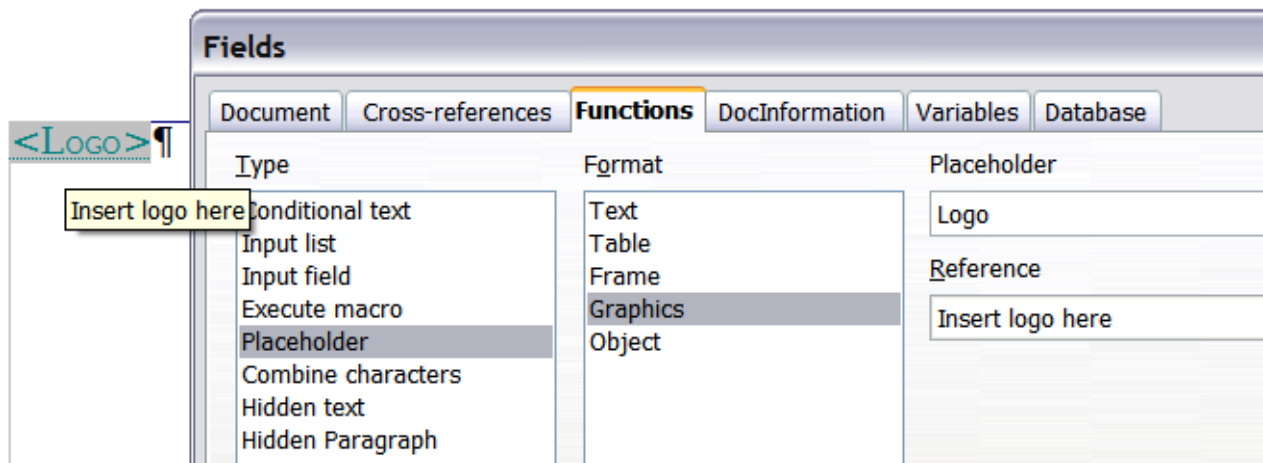 Fields
Document Cross-references Functions DocInformation Variables Database
<LOGO>¶
Insert logo here
Type
Conditional text
Input list
Input field
Execute macro
Placeholder
Combine characters
Hidden text
Hidden Paragraph
Format
Text
Table
Frame
Graphics
Object
Placeholder
Logo
Reference
Insert logo here